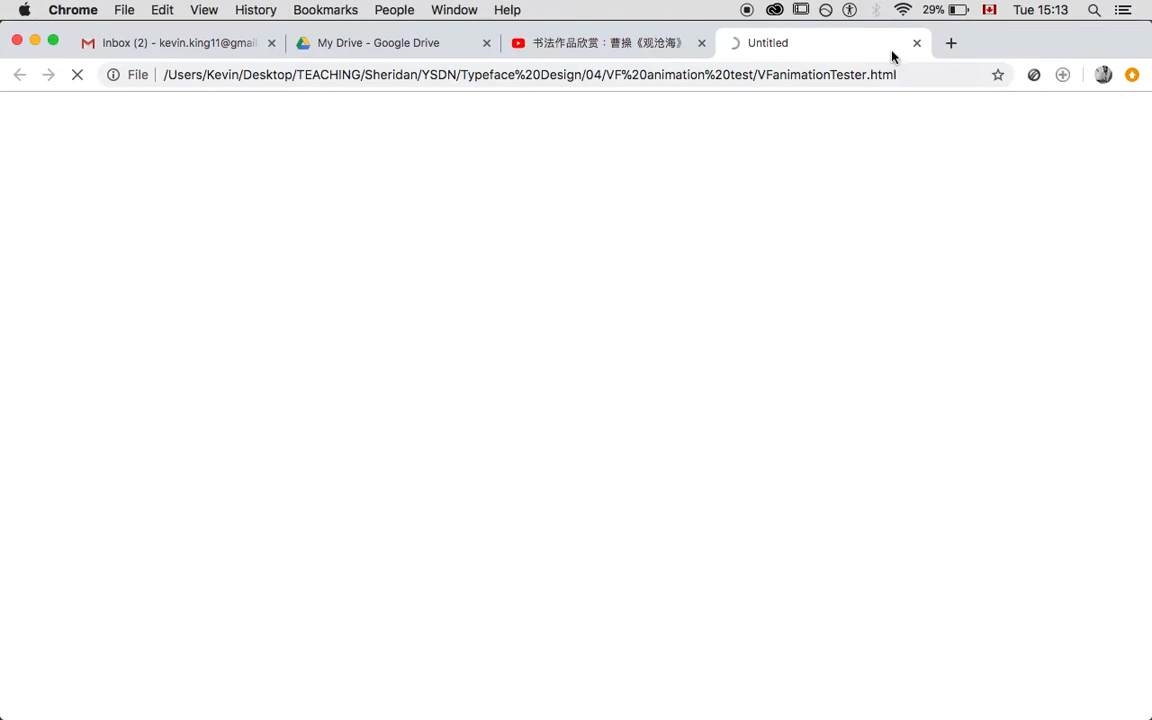 Chrome File Edit View History Bookmarks People Window Help 29% Tue 15:13
Inbox (2) - kevin.king11@gmai My Drive - Google Drive 书法作品欣赏：曹操《观沧海》 Untitled
File /Users/Kevin/Desktop/TEACHING/Sheridan/YSDN/Typeface%20Design/04/VF%20animation%20test/VFanimationTester.html